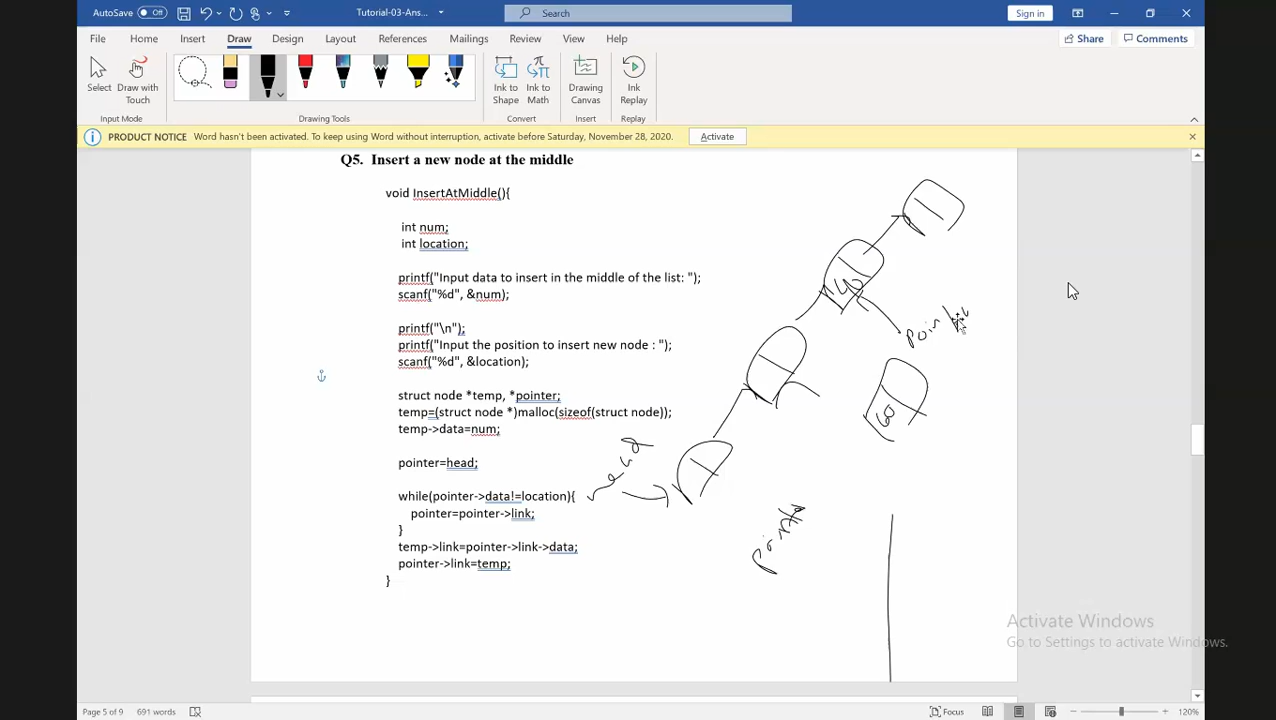 AutoSave Off Tutorial-03-Ans... Search Sign in
File Home Insert Draw Design Layout References Mailings Review View Help Share Comments
Select Draw with Touch Ink to Shape Ink to Math Drawing Canvas Ink Replay
Input Mode Drawing Tools Convert Insert Replay
PRODUCT NOTICE Word hasn't been activated. To keep using Word without interruption, activate before Saturday, November 28, 2020. Activate
Q5. Insert a new node at the middle
void InsertAtMiddle(){
int num;
int location;
printf("Input data to insert in the middle of the list: ");
scanf("%d", &num);
printf("\n");
printf("Input the position to insert new node : ");
scanf("%d", &location);
struct node *temp, *pointer;
temp=(struct node *)malloc(sizeof(struct node));
temp->data=num;
pointer=head;
while(pointer->data!=location){
pointer=pointer->link;
}
temp->link=pointer->link->data;
pointer->link=temp;
}
40
60
Activate Windows
Go to Settings to activate Windows.
Page 5 of 9 691 words Focus 120%